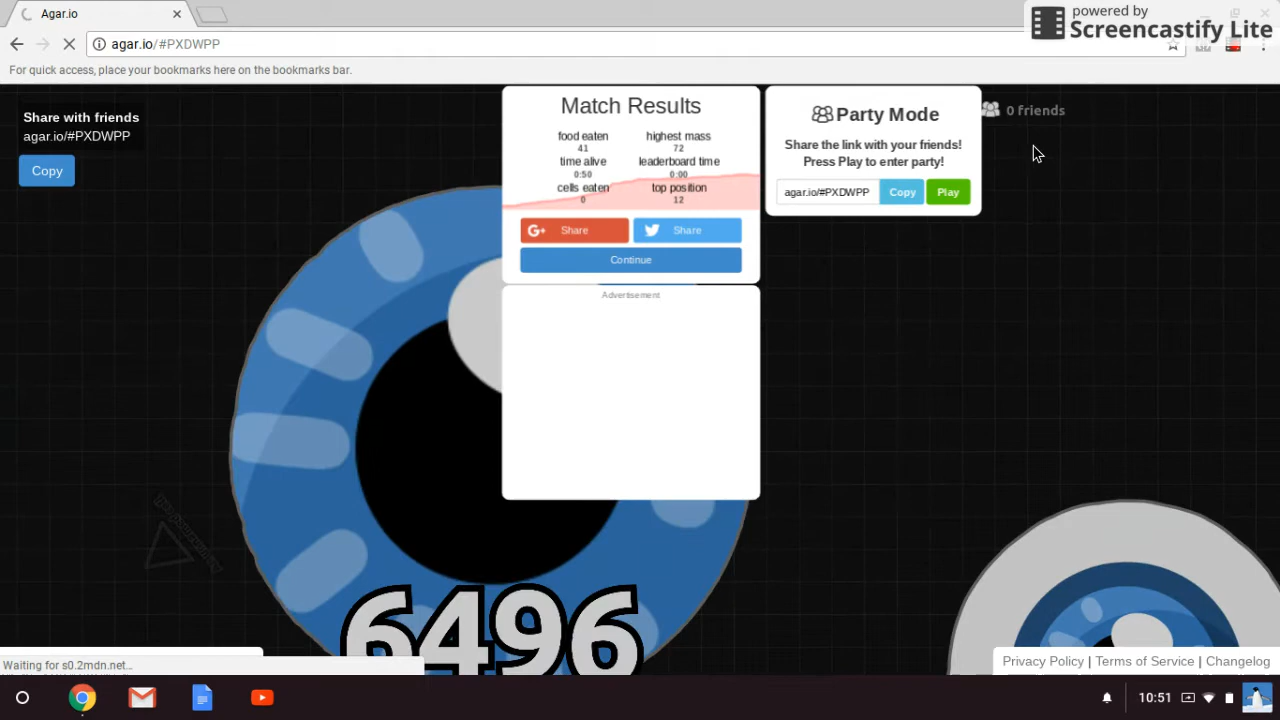 Agar.io
powered by
Screencastify Lite
agar.io/#PXDWPP
For quick access, place your bookmarks here on the bookmarks bar.
Share with friends
agar.io/#PXDWPP
Copy
Match Results
food eaten
41
highest mass
72
time alive
0:50
leaderboard time
0:00
cells eaten
0
top position
12
G+ Share
Share
Continue
Advertisement
Party Mode
Share the link with your friends!
Press Play to enter party!
agar.io/#PXDWPP
Copy
Play
0 friends
6496
Waiting for s0.2mdn.net...
Privacy Policy | Terms of Service | Changelog
10:51